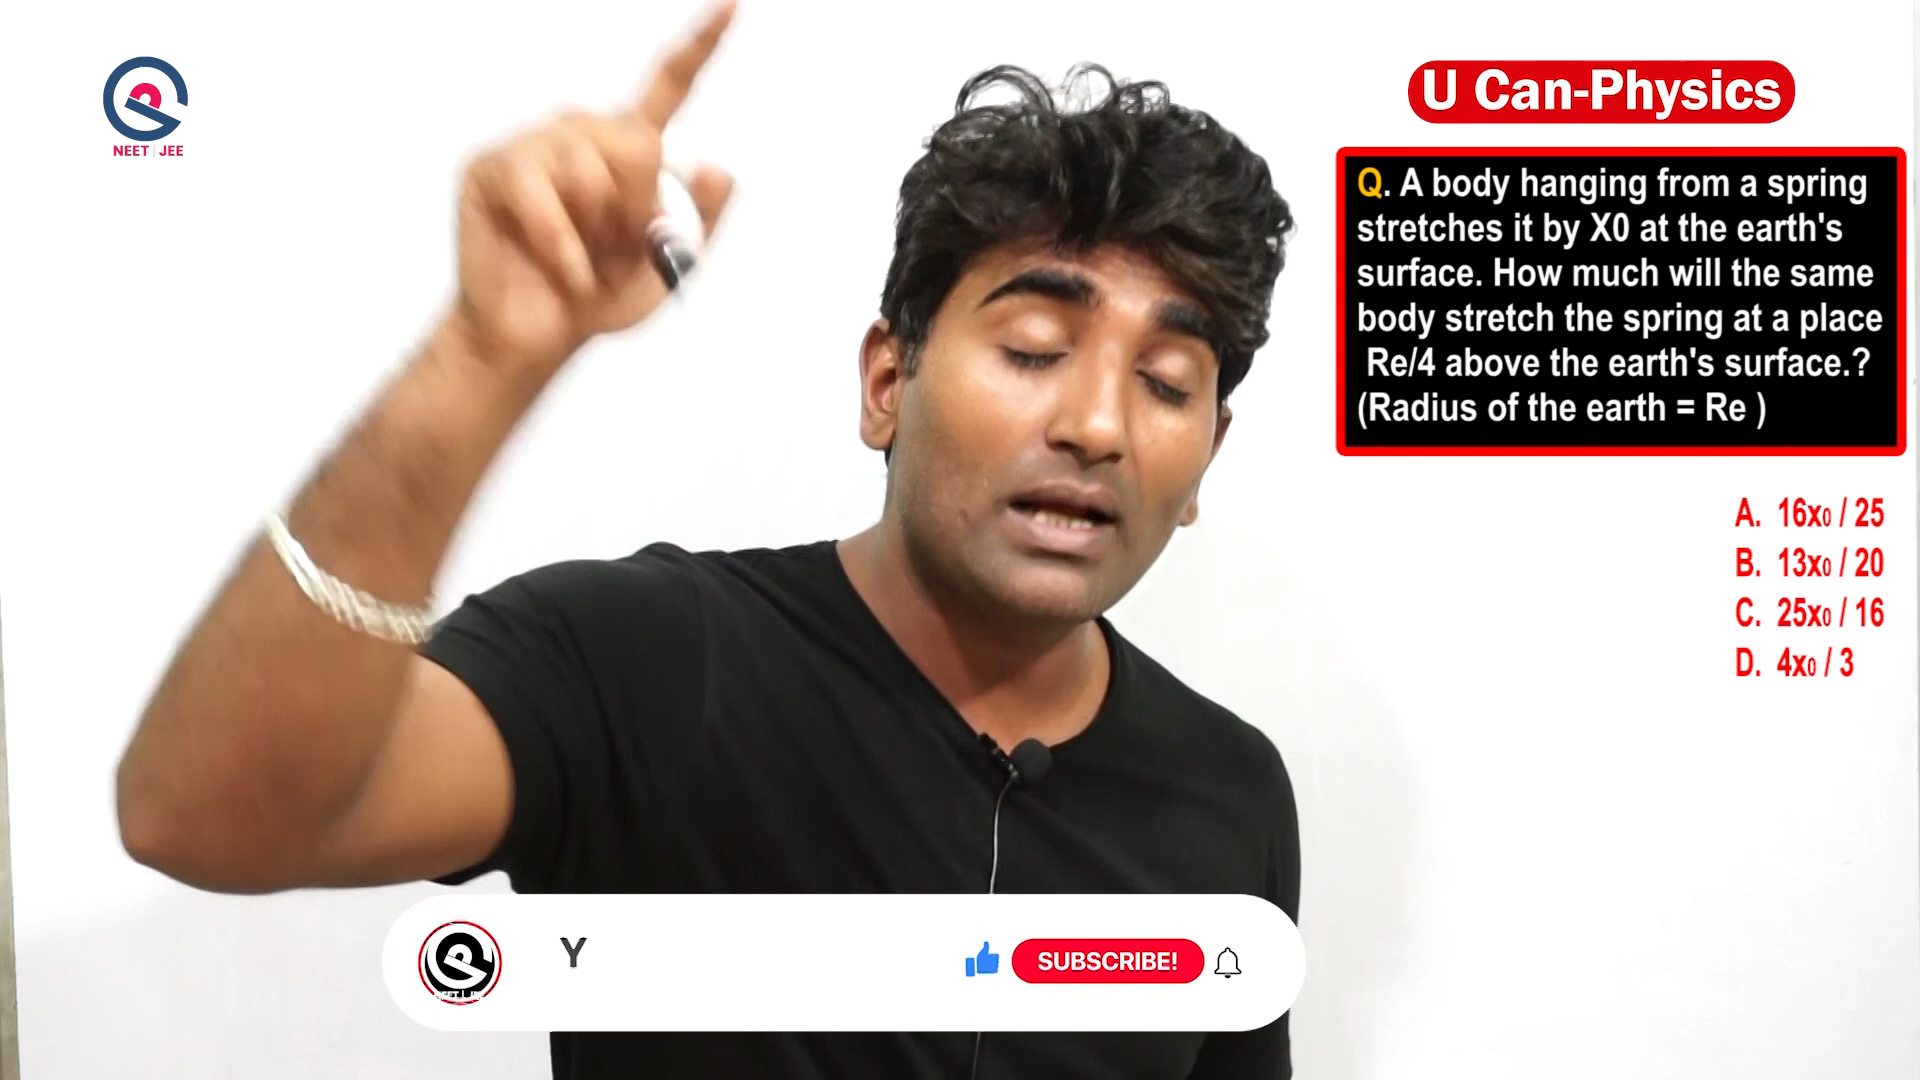 NEET | JEE
U Can-Physics
Q. A body hanging from a spring
stretches it by X0 at the earth's
surface. How much will the same
body stretch the spring at a place
Re/4 above the earth's surface.?
(Radius of the earth = Re )
A. 16x₀ / 25
B. 13x₀ / 20
C. 25x₀ / 16
D. 4x₀ / 3
Y
SUBSCRIBE!